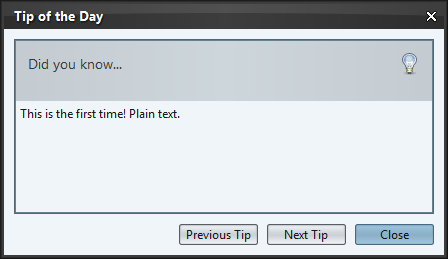 Tip of the Day
Did you know...
This is the first time! Plain text.
Previous Tip Next Tip Close